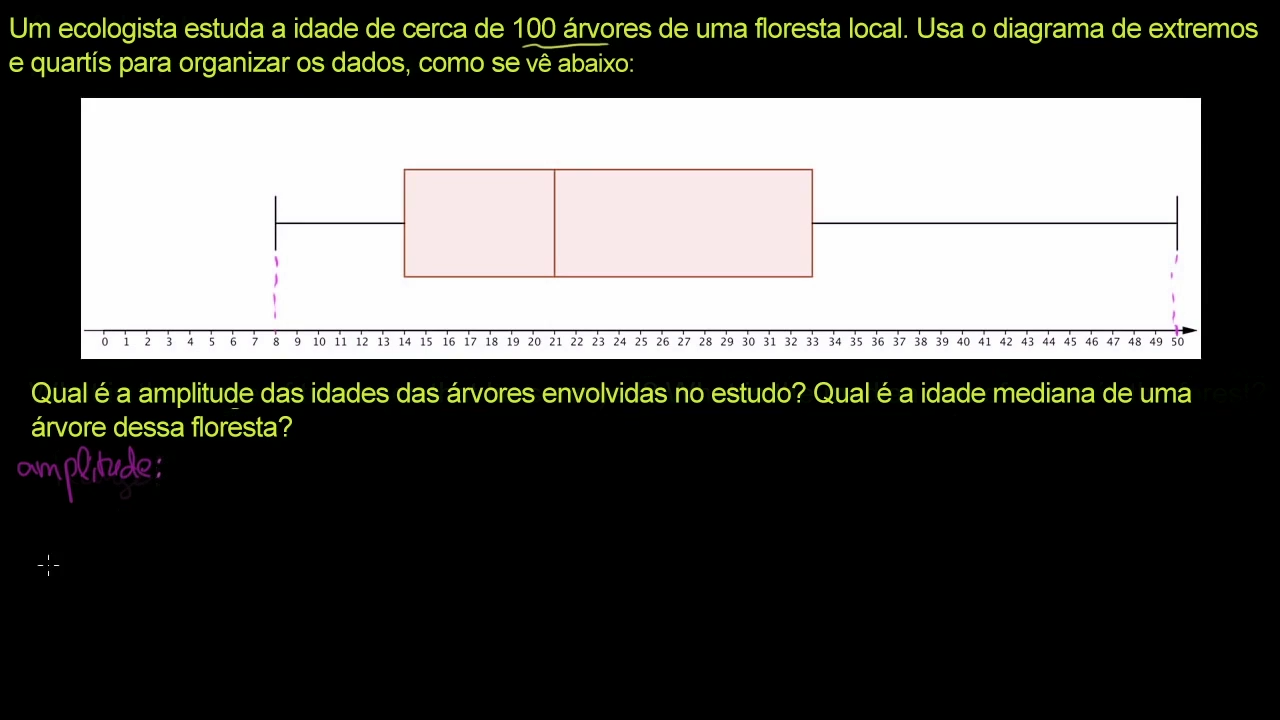 Um ecologista estuda a idade de cerca de 100 árvores de uma floresta local. Usa o diagrama de extremos
e quartís para organizar os dados, como se vê abaixo:
0 1 2 3 4 5 6 7 8 9 10 11 12 13 14 15 16 17 18 19 20 21 22 23 24 25 26 27 28 29 30 31 32 33 34 35 36 37 38 39 40 41 42 43 44 45 46 47 48 49 50
Qual é a amplitude das idades das árvores envolvidas no estudo? Qual é a idade mediana de uma
árvore dessa floresta?
amplitude: